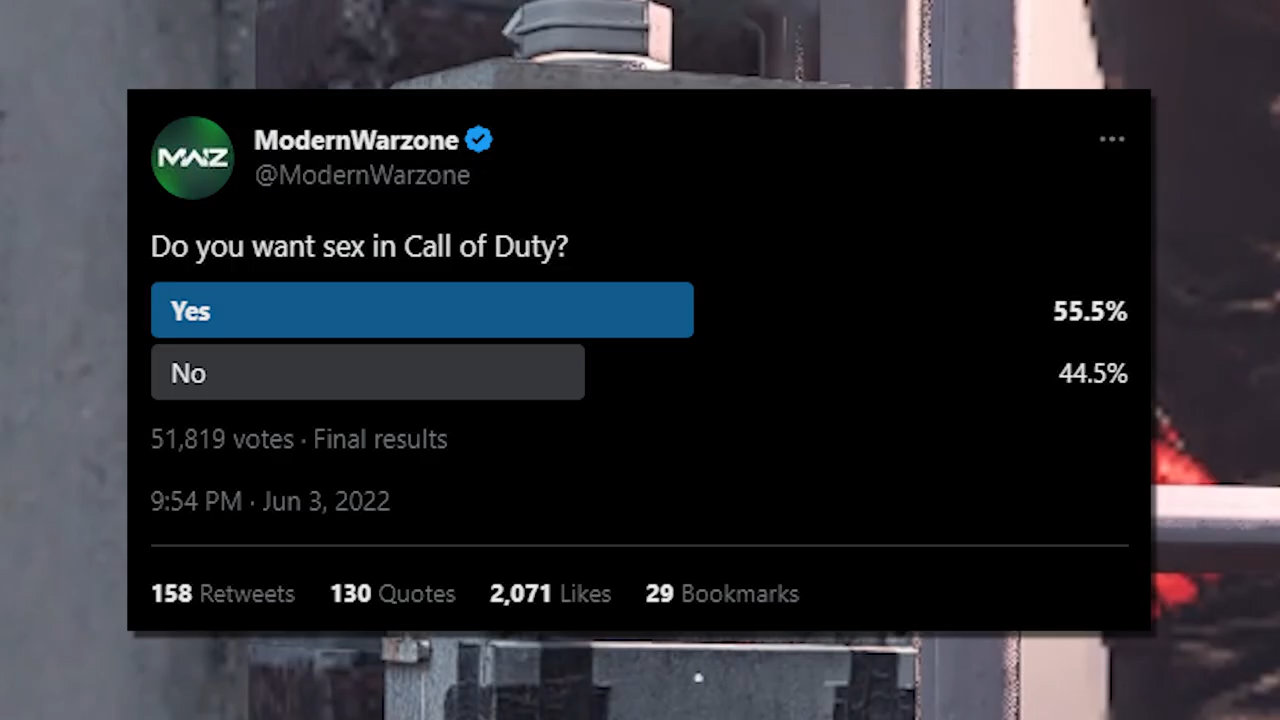 MWZ
ModernWarzone
@ModernWarzone
Do you want sex in Call of Duty?
Yes 55.5%
No 44.5%
51,819 votes · Final results
9:54 PM · Jun 3, 2022
158 Retweets 130 Quotes 2,071 Likes 29 Bookmarks